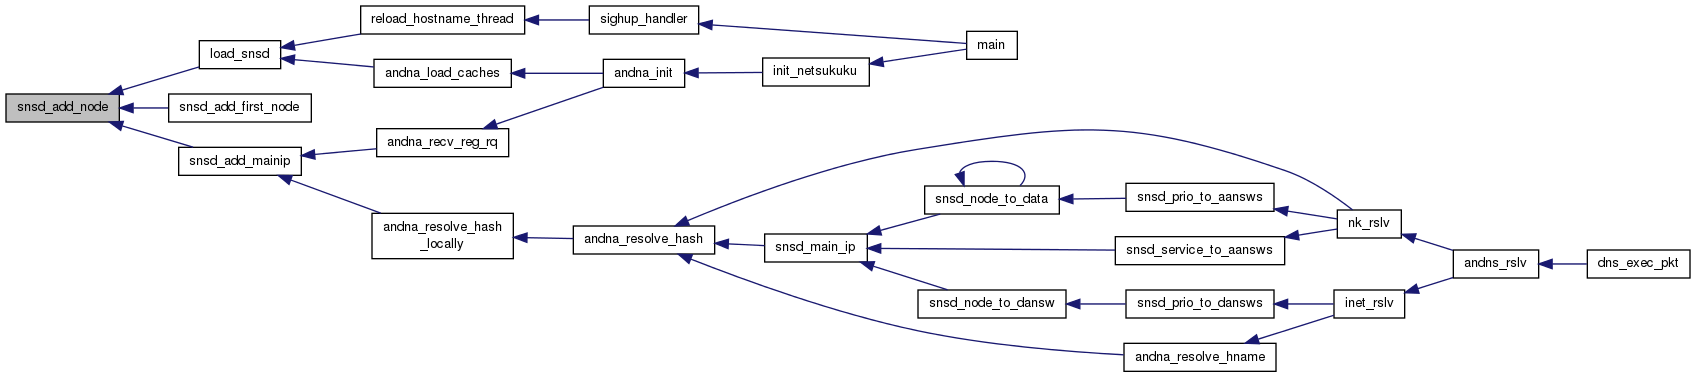 reload_hostname_thread
sighup_handler
main
load_snsd
andna_load_caches
andna_init
init_netsukuku
snsd_add_node
snsd_add_first_node
andna_recv_reg_rq
snsd_add_mainip
snsd_node_to_data
snsd_prio_to_aansws
nk_rslv
andna_resolve_hash
_locally
andna_resolve_hash
snsd_main_ip
snsd_service_to_aansws
andns_rslv
dns_exec_pkt
snsd_node_to_dansw
snsd_prio_to_dansws
inet_rslv
andna_resolve_hname